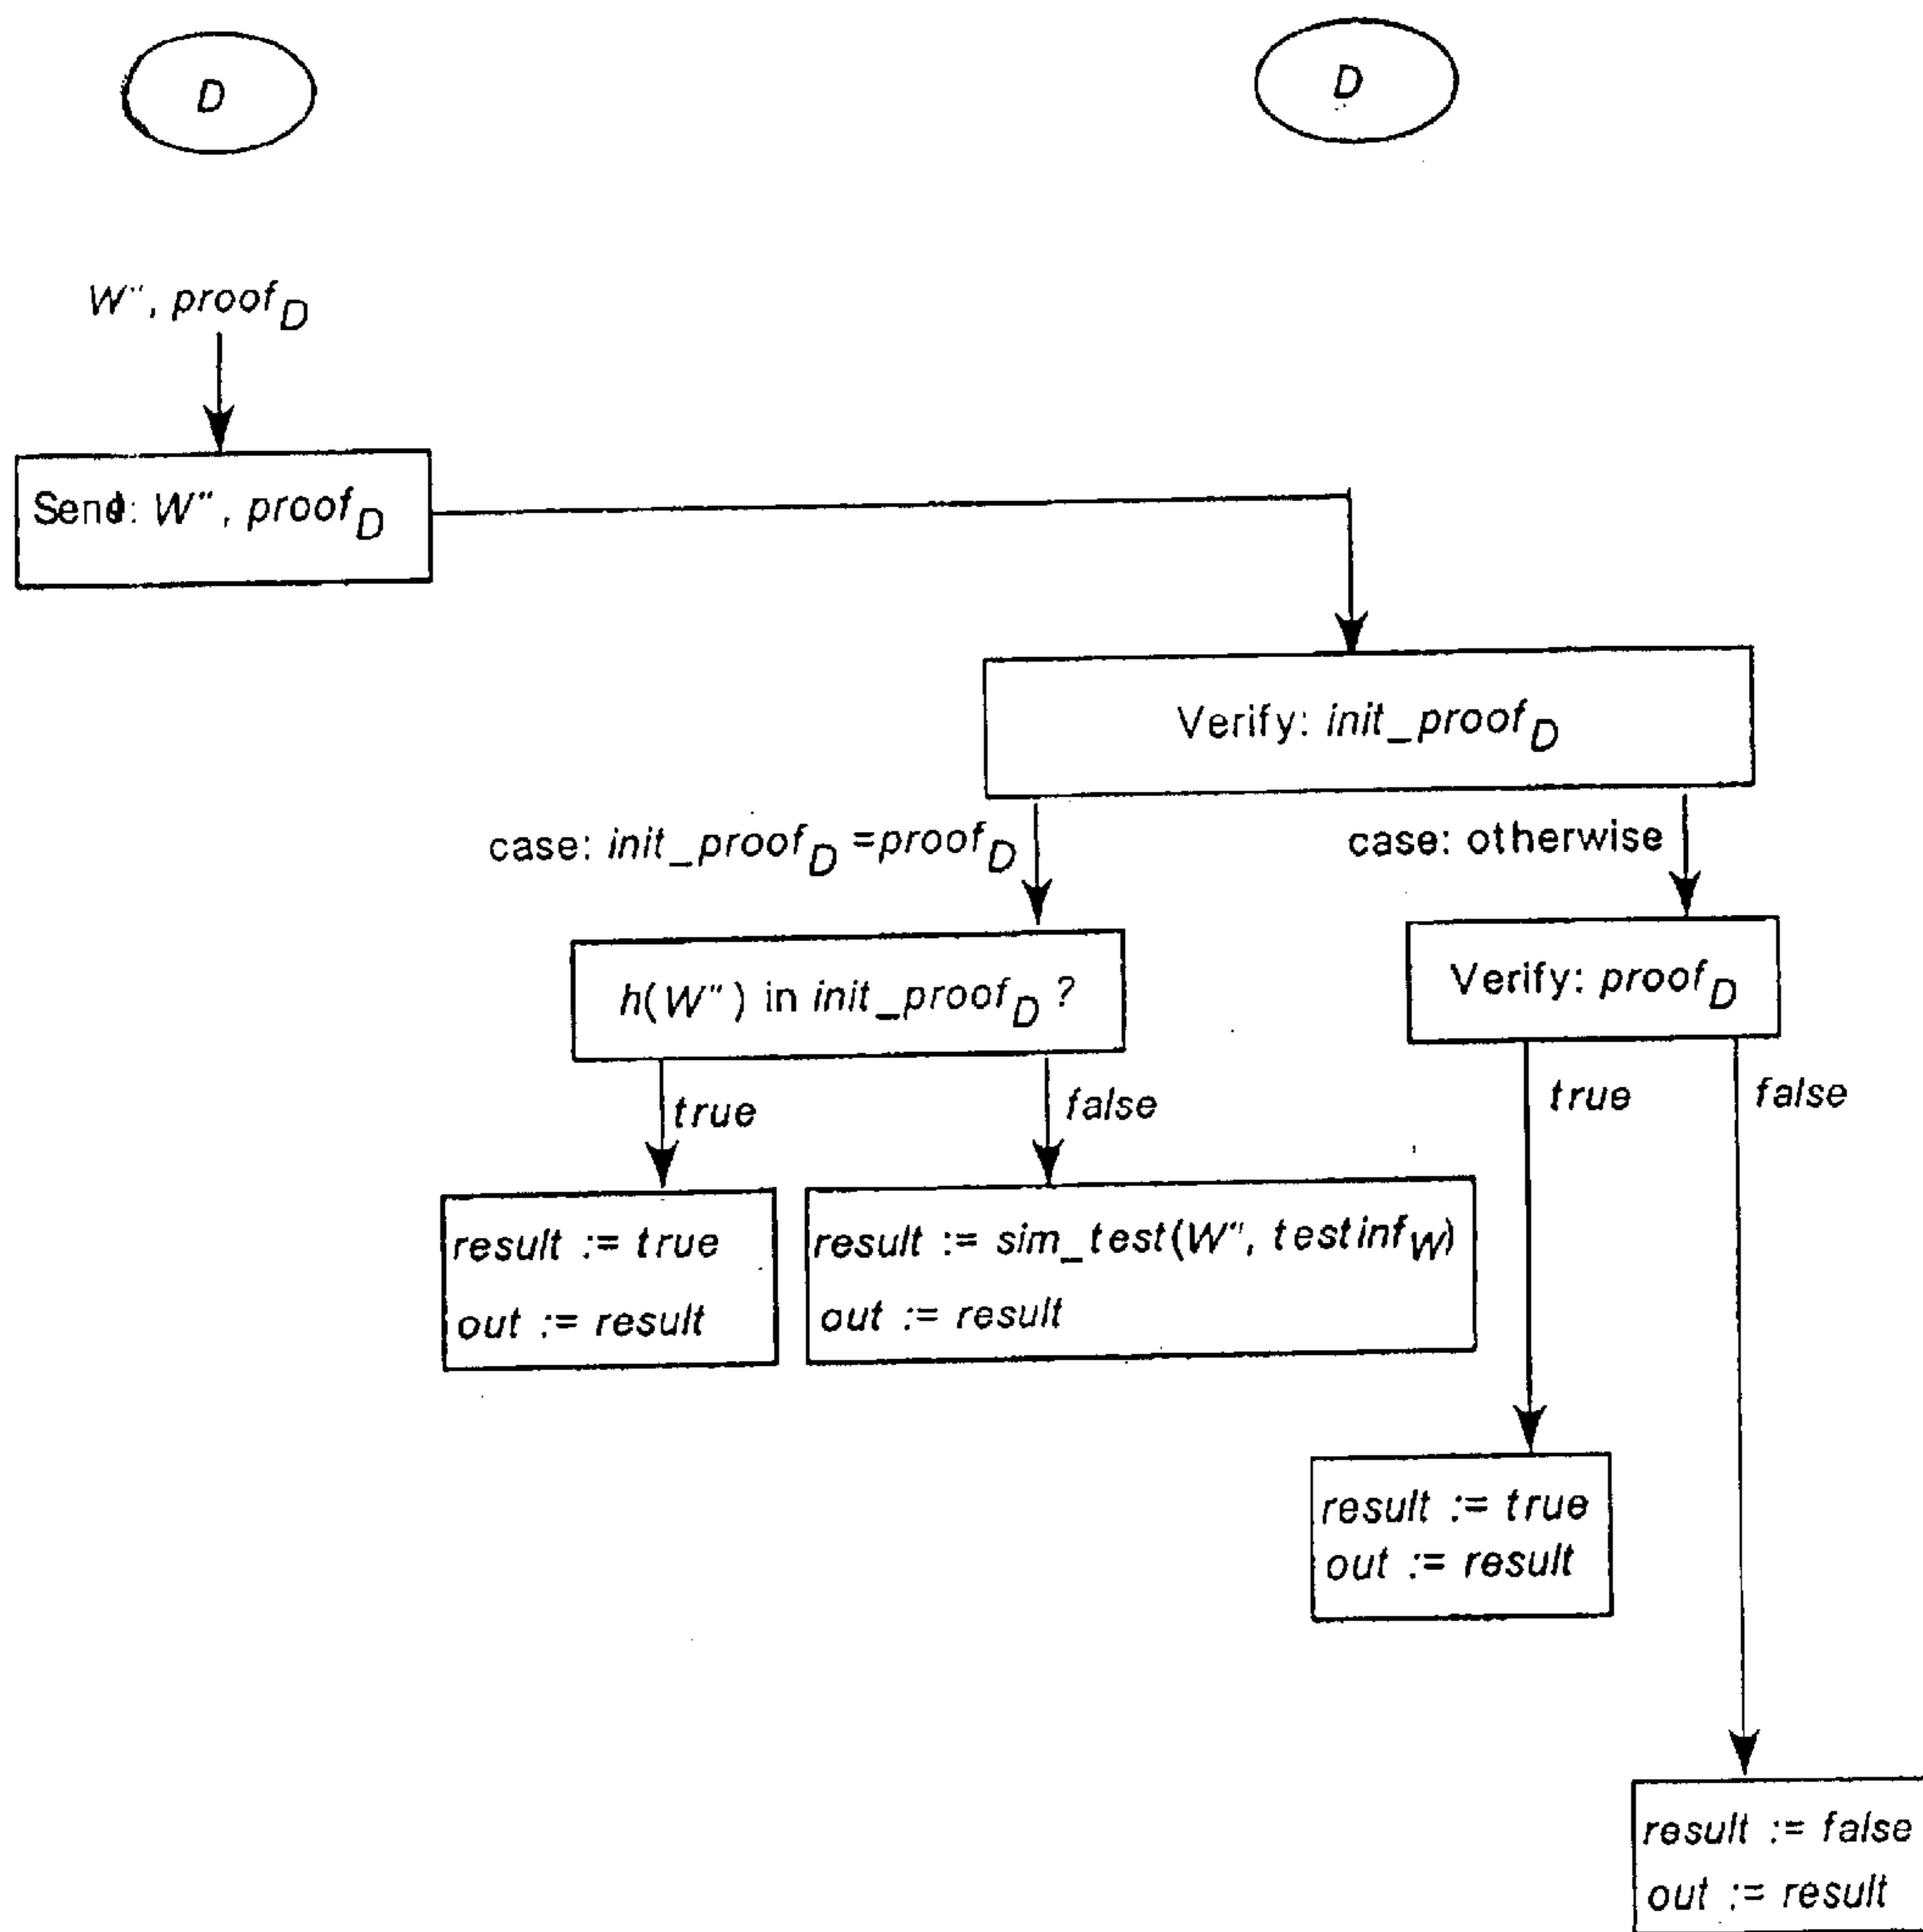 D
D
W", proof_D
Send: W", proof_D
Verify: init_proof_D
case: init_proof_D =proof_D
case: otherwise
h(W") in init_proof_D ?
Verify: proof_D
true
false
true
false
result := true
out := result
result := sim_test(W", testinf_W)
out := result
result := true
out := result
result := false
out := result